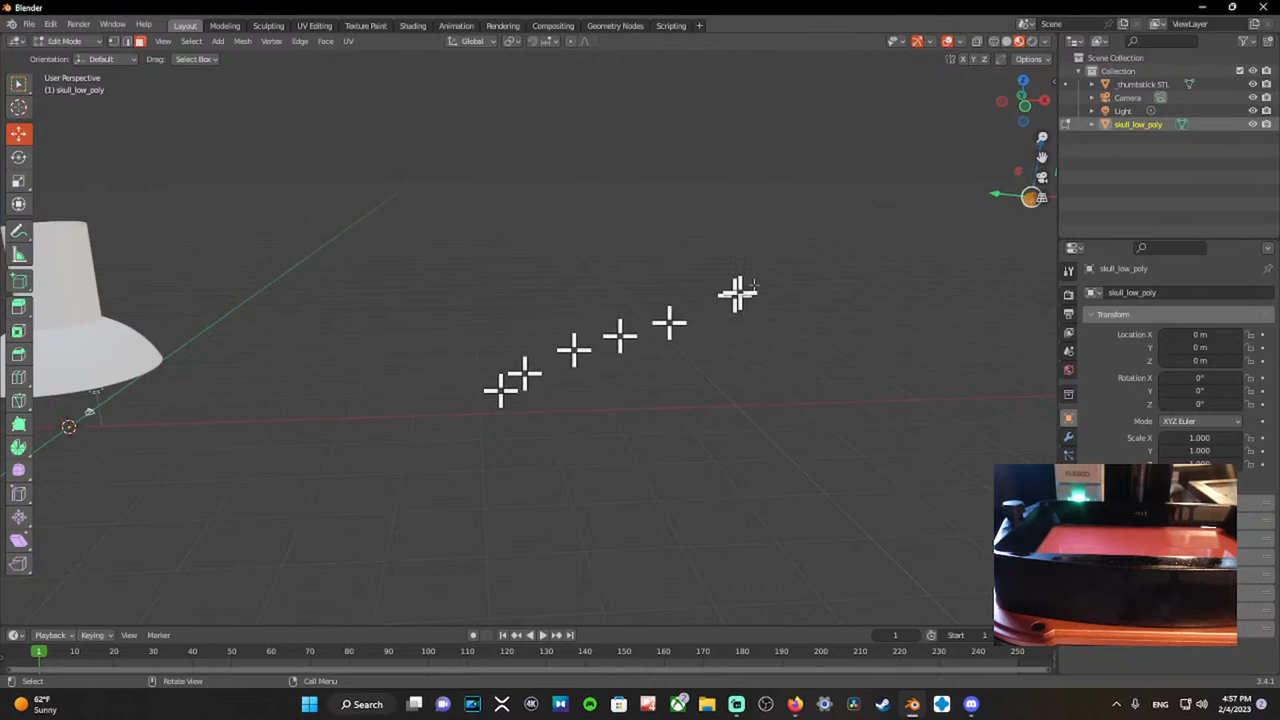 Blender
File Edit Render Window Help Layout Modeling Sculpting UV Editing Texture Paint Shading Animation Rendering Compositing Geometry Nodes Scripting + Scene ViewLayer
Edit Mode View Select Add Mesh Vertex Edge Face UV Global
Orientation: Default Drag: Select Box X Y Z Options
User Perspective
(1) skull_low_poly
Scene Collection
Collection
_thumbstick STL
Camera
Light
skull_low_poly
skull_low_poly
skull_low_poly
Transform
Location X 0 m
Y 0 m
Z 0 m
Rotation X 0°
Y 0°
Z 0°
Mode XYZ Euler
Scale X 1.000
Y 1.000
ELEGOO
Playback Keying View Marker 1 Start 1
1 10 20 30 40 50 60 70 80 90 100 110 120 130 140 150 160 170 180 190 200 210 220 230 240 250
Select Rotate View Call Menu 3.4.1
62°F
Sunny
Search
4:57 PM
2/4/2023